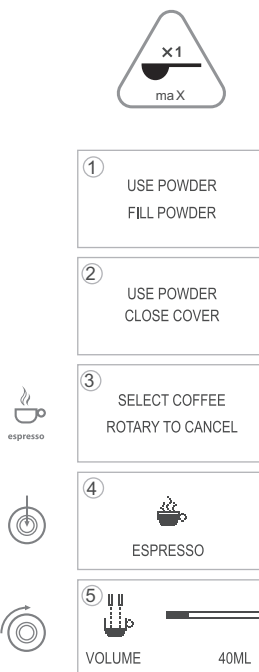 ×1
maX
1
USE POWDER
FILL POWDER
2
USE POWDER
CLOSE COVER
3
SELECT COFFEE
ROTARY TO CANCEL
espresso
4
ESPRESSO
5
VOLUME 40ML